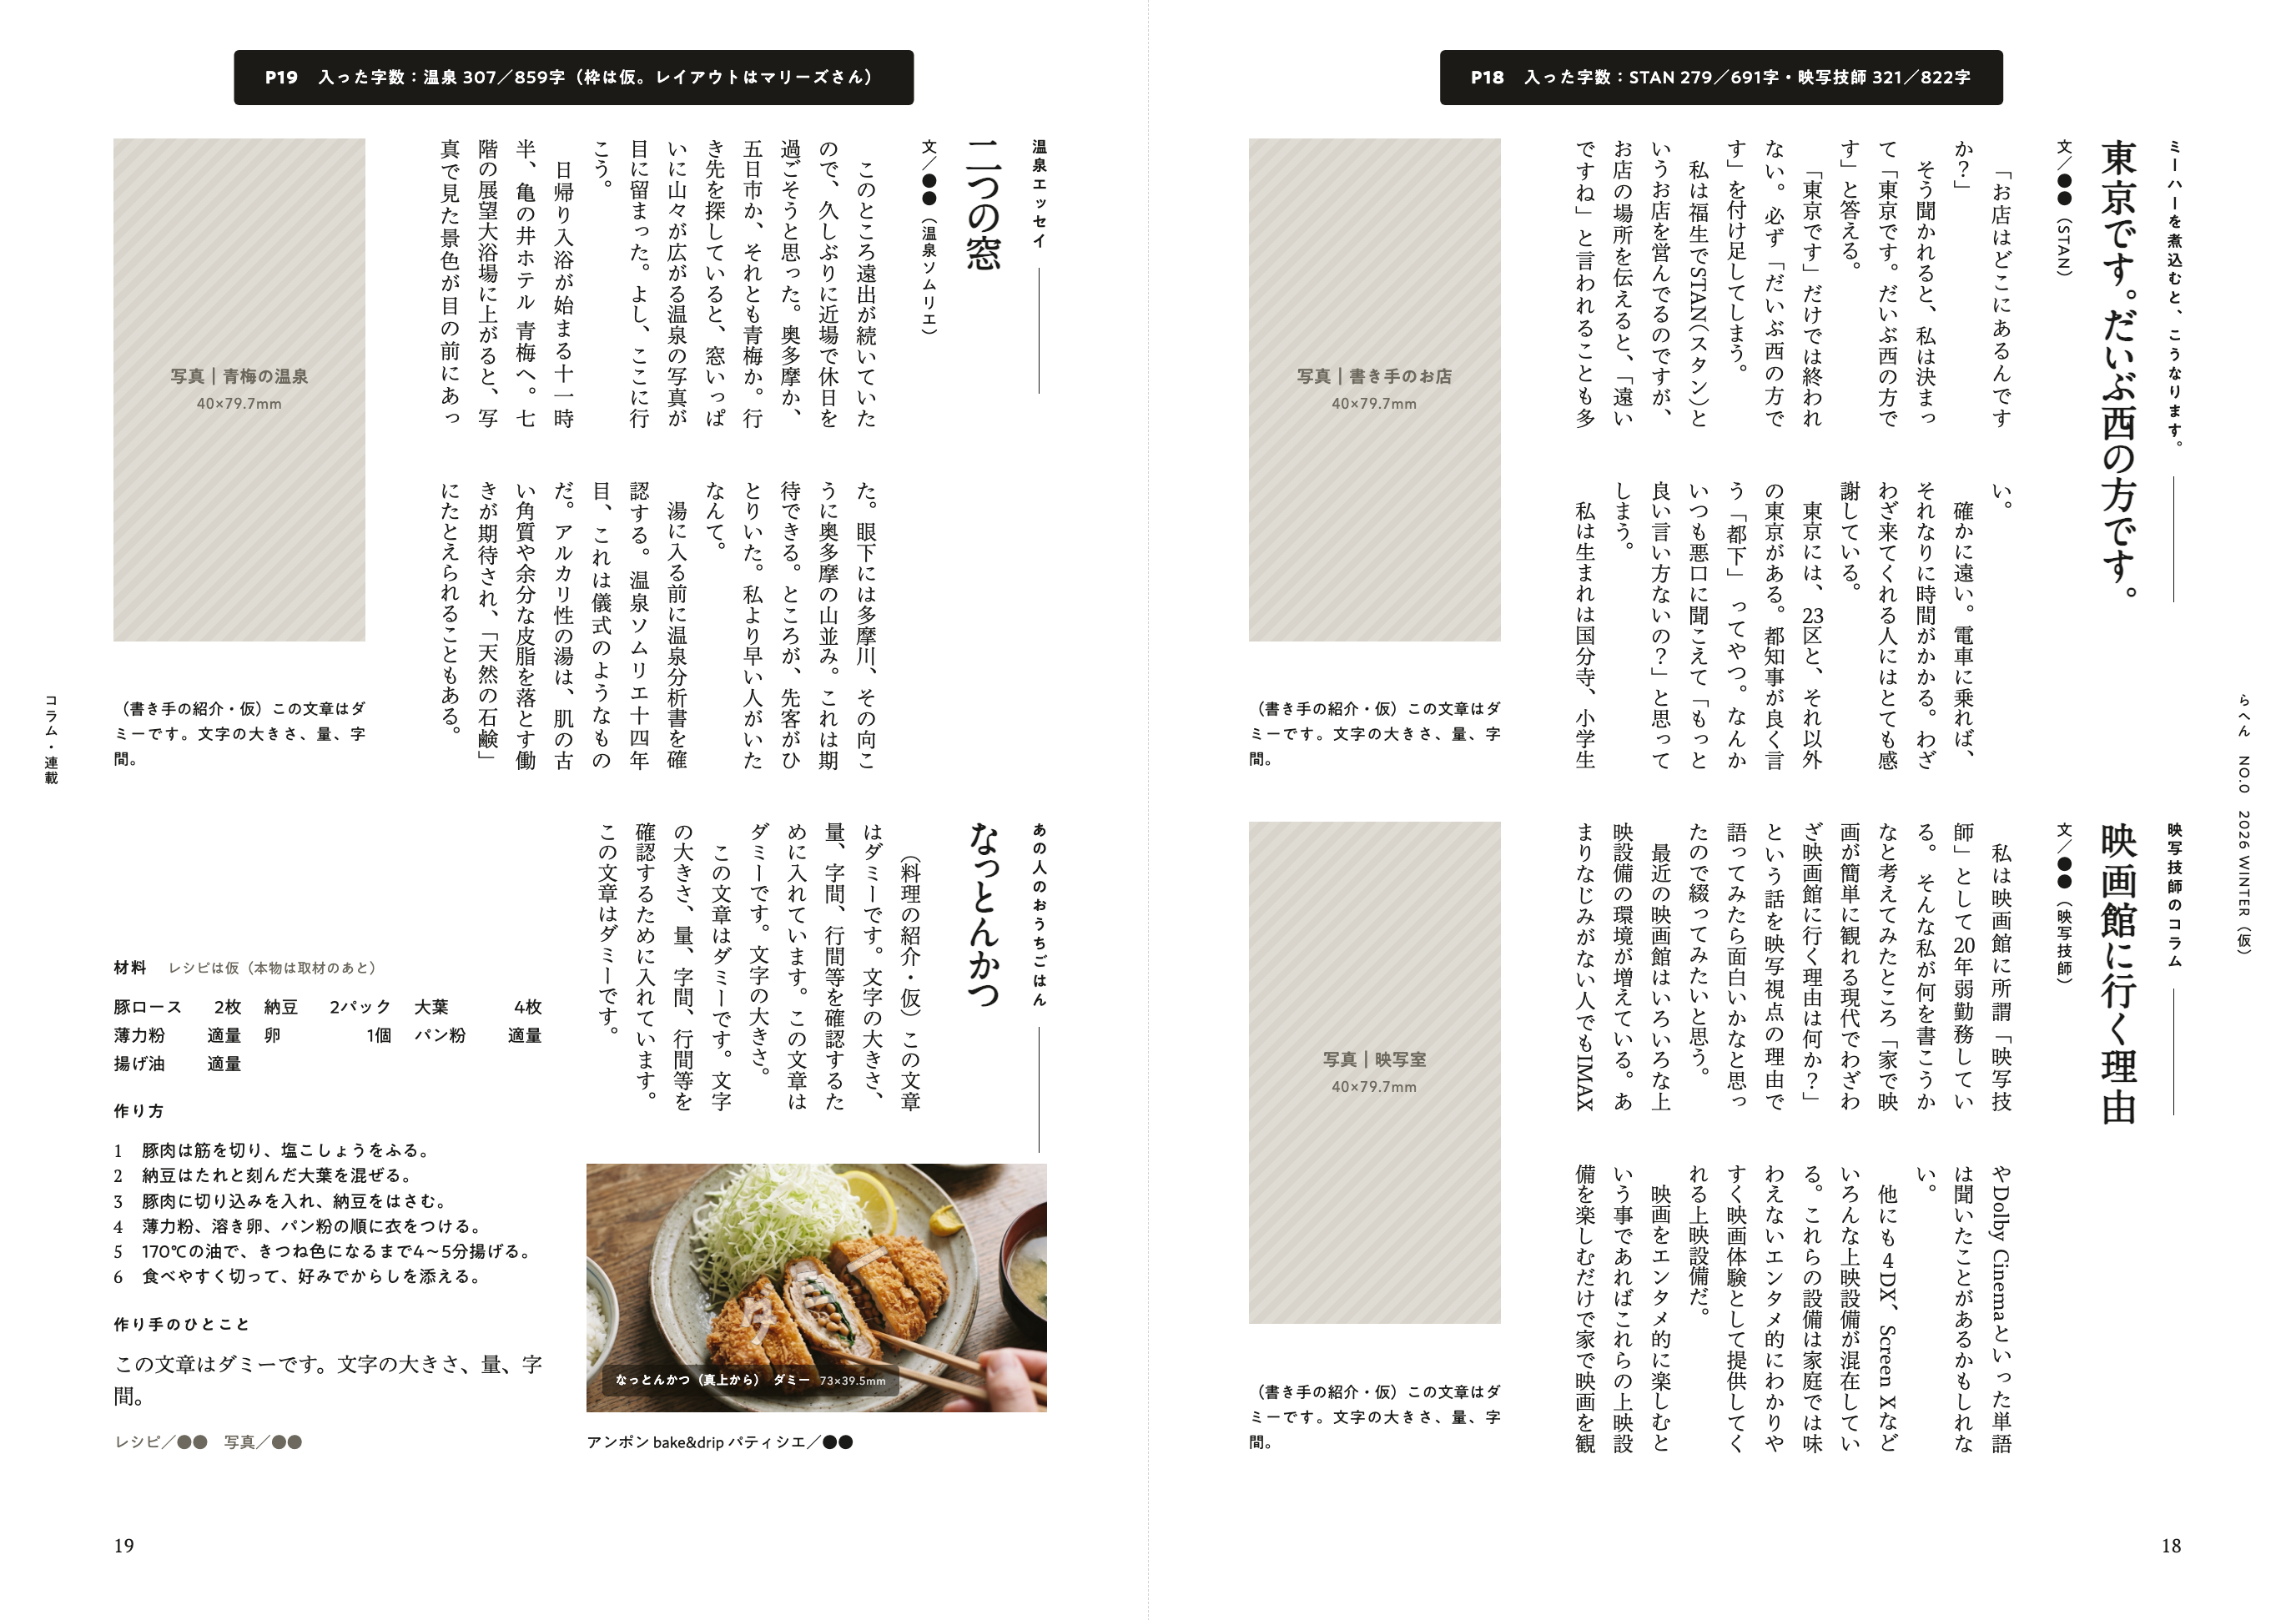 P18 入った字数：STAN 279／691字・映写技師 321／822字
ミーハーを煮込むと、こうなります。
東京です。だいぶ西の方です。
文／●●（STAN）
「お店はどこにあるんです
か？」
そう聞かれると、私は決まっ
て「東京です。だいぶ西の方で
す」と答える。
「東京です」だけでは終われ
ない。必ず「だいぶ西の方で
す」を付け足してしまう。
私は福生でSTAN（スタン）と
いうお店を営んでるのですが、
お店の場所を伝えると、「遠い
ですね」と言われることも多
い。
確かに遠い。電車に乗れば、
それなりに時間がかかる。わざ
わざ来てくれる人にはとても感
謝している。
東京には、23区と、それ以外
の東京がある。都知事が良く言
う「都下」ってやつ。なんか
いつも悪口に聞こえて「もっと
良い言い方ないの？」と思って
しまう。
私は生まれは国分寺、小学生
写真｜書き手のお店
40×79.7mm
（書き手の紹介・仮）この文章はダ
ミーです。文字の大きさ、量、字
間。
映写技師のコラム
映画館に行く理由
文／●●（映写技師）
私は映画館に所謂「映写技
師」として20年弱勤務してい
る。そんな私が何を書こうか
なと考えてみたところ「家で映
画が簡単に観れる現代でわざわ
ざ映画館に行く理由は何か？」
という話を映写視点の理由で
語ってみたら面白いかなと思っ
たので綴ってみたいと思う。
最近の映画館はいろいろな上
映設備の環境が増えている。あ
まりなじみがない人でもIMAX
やDolby Cinemaといった単語
は聞いたことがあるかもしれな
い。
他にも4DX、Screen Xなど
いろんな上映設備が混在してい
る。これらの設備は家庭では味
わえないエンタメ的にわかりや
すく映画体験として提供してく
れる上映設備だ。
映画をエンタメ的に楽しむと
いう事であればこれらの上映設
備を楽しむだけで家で映画を観
写真｜映写室
40×79.7mm
（書き手の紹介・仮）この文章はダ
ミーです。文字の大きさ、量、字
間。
らへん NO.0 2026 WINTER（仮）
18
P19 入った字数：温泉 307／859字（枠は仮。レイアウトはマリーズさん）
温泉エッセイ
二つの窓
文／●●（温泉ソムリエ）
このところ遠出が続いていた
ので、久しぶりに近場で休日を
過ごそうと思った。奥多摩か、
五日市か、それとも青梅か。行
き先を探していると、窓いっぱ
いに山々が広がる温泉の写真が
目に留まった。よし、ここに行
こう。
日帰り入浴が始まる十一時
半、亀の井ホテル 青梅へ。七
階の展望大浴場に上がると、写
真で見た景色が目の前にあっ
た。眼下には多摩川、その向こ
うに奥多摩の山並み。これは期
待できる。ところが、先客がひ
とりいた。私より早い人がいた
なんて。
湯に入る前に温泉分析書を確
認する。温泉ソムリエ十四年
目、これは儀式のようなもの
だ。アルカリ性の湯は、肌の古
い角質や余分な皮脂を落とす働
きが期待され、「天然の石鹸」
にたとえられることもある。
写真｜青梅の温泉
40×79.7mm
（書き手の紹介・仮）この文章はダ
ミーです。文字の大きさ、量、字
間。
あの人のおうちごはん
なっとんかつ
（料理の紹介・仮）この文章
はダミーです。文字の大きさ、
量、字間、行間等を確認するた
めに入れています。この文章は
ダミーです。文字の大きさ。
この文章はダミーです。文字
の大きさ、量、字間、行間等を
確認するために入れています。
この文章はダミーです。
ダミー
なっとんかつ（真上から） ダミー 73×39.5mm
アンポン bake&drip パティシエ／●●
材料 レシピは仮（本物は取材のあと）
豚ロース 2枚 納豆 2パック 大葉 4枚
薄力粉 適量 卵 1個 パン粉 適量
揚げ油 適量
作り方
1 豚肉は筋を切り、塩こしょうをふる。
2 納豆はたれと刻んだ大葉を混ぜる。
3 豚肉に切り込みを入れ、納豆をはさむ。
4 薄力粉、溶き卵、パン粉の順に衣をつける。
5 170℃の油で、きつね色になるまで4〜5分揚げる。
6 食べやすく切って、好みでからしを添える。
作り手のひとこと
この文章はダミーです。文字の大きさ、量、字
間。
レシピ／●● 写真／●●
コラム・連載
19